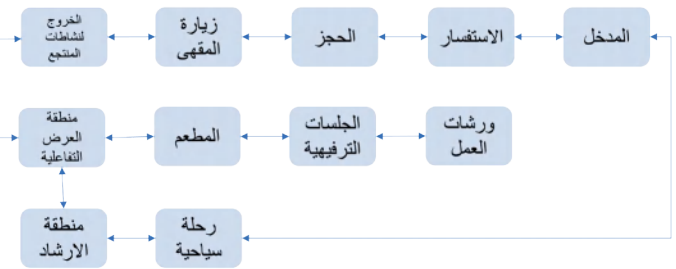 المدخل
الاستفسار
الحجز
زيارة
المقهى
الخروج
لنشاطات
المنتجع
ورشات
العمل
الجلسات
الترفيهية
المطعم
منطقة
العرض
التفاعلية
رحلة
سياحية
منطقة
الارشاد